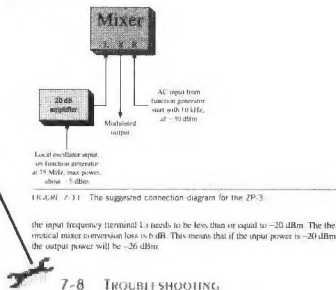 Mixer
L X R
20 dB
amplifier
Modulated
output
AC input from
function generator
start with 10 kHz,
at −30 dBm
Local oscillator input,
set function generator
at 25 MHz, max power,
about −5 dBm
The suggested connection diagram for the ZP-3.
the input frequency (terminal L) needs to be less than or equal to −20 dBm The the-
oretical mixer conversion loss is 6 dB. This means that if the input power is −20 dBm
the output power will be −26 dBm
7-8 TROUBLESHOOTING